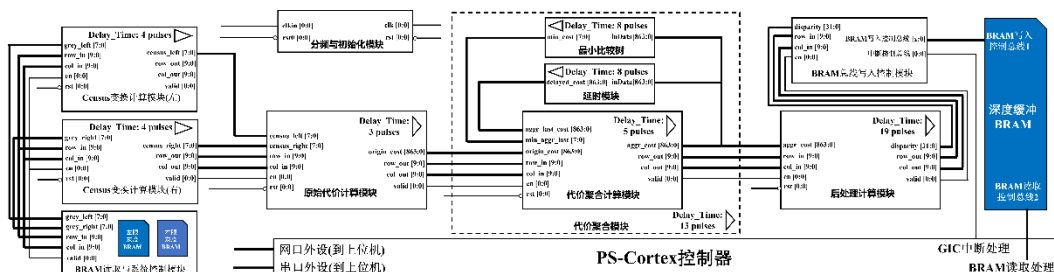 Delay_Time: 4 pulses
grey_left [7:0]
row_in [9:0]
col_in [9:0]
en [0:0]
rst [0:0]
census_left [7:0]
row_out [9:0]
col_out [9:0]
valid [0:0]
Census变换计算模块(左)
Delay_Time: 4 pulses
grey_right [7:0]
row_in [9:0]
col_in [9:0]
en [0:0]
rst [0:0]
census_right [7:0]
row_out [9:0]
col_out [9:0]
valid [0:0]
Census变换计算模块(右)
grey_left [7:0]
grey_right [7:0]
row_in [9:0]
col_in [9:0]
valid [0:0]
BRAM
BRAM
BRAM读取与系统控制模块
clkin [0:0]
rst0 [0:0]
clk [0:0]
rst [0:0]
分频与初始化模块
Delay_Time:
3 pulses
census_left [7:0]
census_right [7:0]
row_in [9:0]
col_in [9:0]
en [0:0]
rst [0:0]
origin_cost [863:0]
row_out [9:0]
col_out [9:0]
valid [0:0]
原始代价计算模块
Delay_Time: 8 pulses
min_cost [7:0]
InData[863:0]
最小比较树
Delay_Time: 8 pulses
delayed_cost [863:0]
inData[863:0]
延时模块
Delay_Time:
5 pulses
aggr_last_cost [863:0]
min_aggr_last [7:0]
origin_cost [863:0]
row_in [9:0]
col_in [9:0]
en [0:0]
rst [0:0]
aggr_cost [863:0]
row_out [9:0]
col_out [9:0]
valid [0:0]
代价聚合计算模块
代价聚合模块
Delay_Time:
13 pulses
disparity [31:0]
row_in [9:0]
col_in [9:0]
en [0:0]
BRAM写入控制总线
BRAM总线写入控制模块
Delay_Time:
19 pulses
aggr_cost [863:0]
row_in [9:0]
col_in [9:0]
en [0:0]
rst [0:0]
disparity [31:0]
row_out [9:0]
col_out [9:0]
valid [0:0]
后处理计算模块
BRAM写入
控制总线1
深度缓冲
BRAM
BRAM读取
控制总线2
网口外设(到上位机)
串口外设(到上位机)
PS-Cortex控制器
GIC中断处理
BRAM读取处理